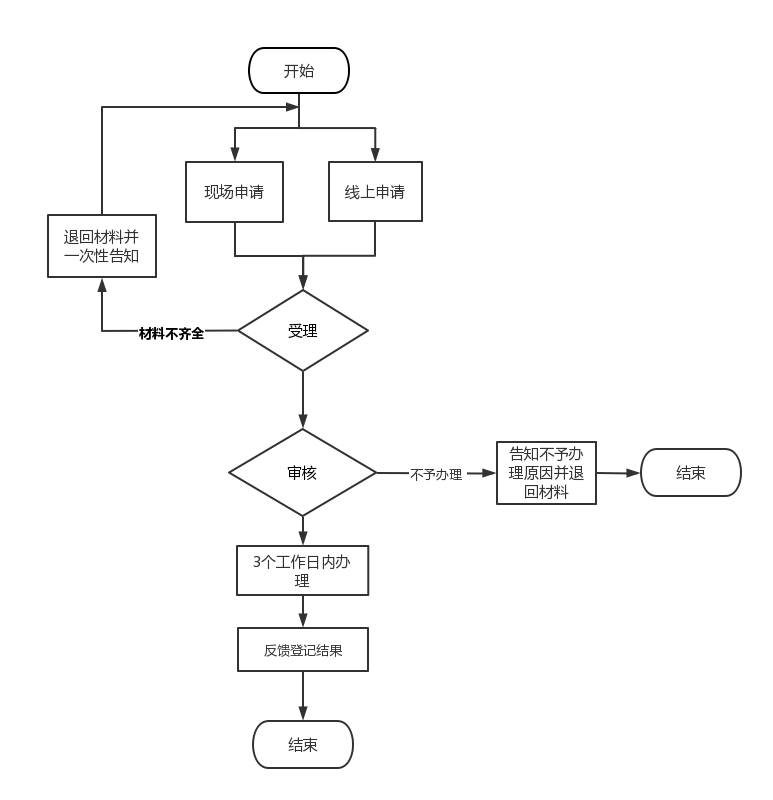 开始
现场申请
线上申请
退回材料并
一次性告知
受理
材料不齐全
审核
不予办理
告知不予办
理原因并退
回材料
结束
3个工作日内办
理
反馈登记结果
结束